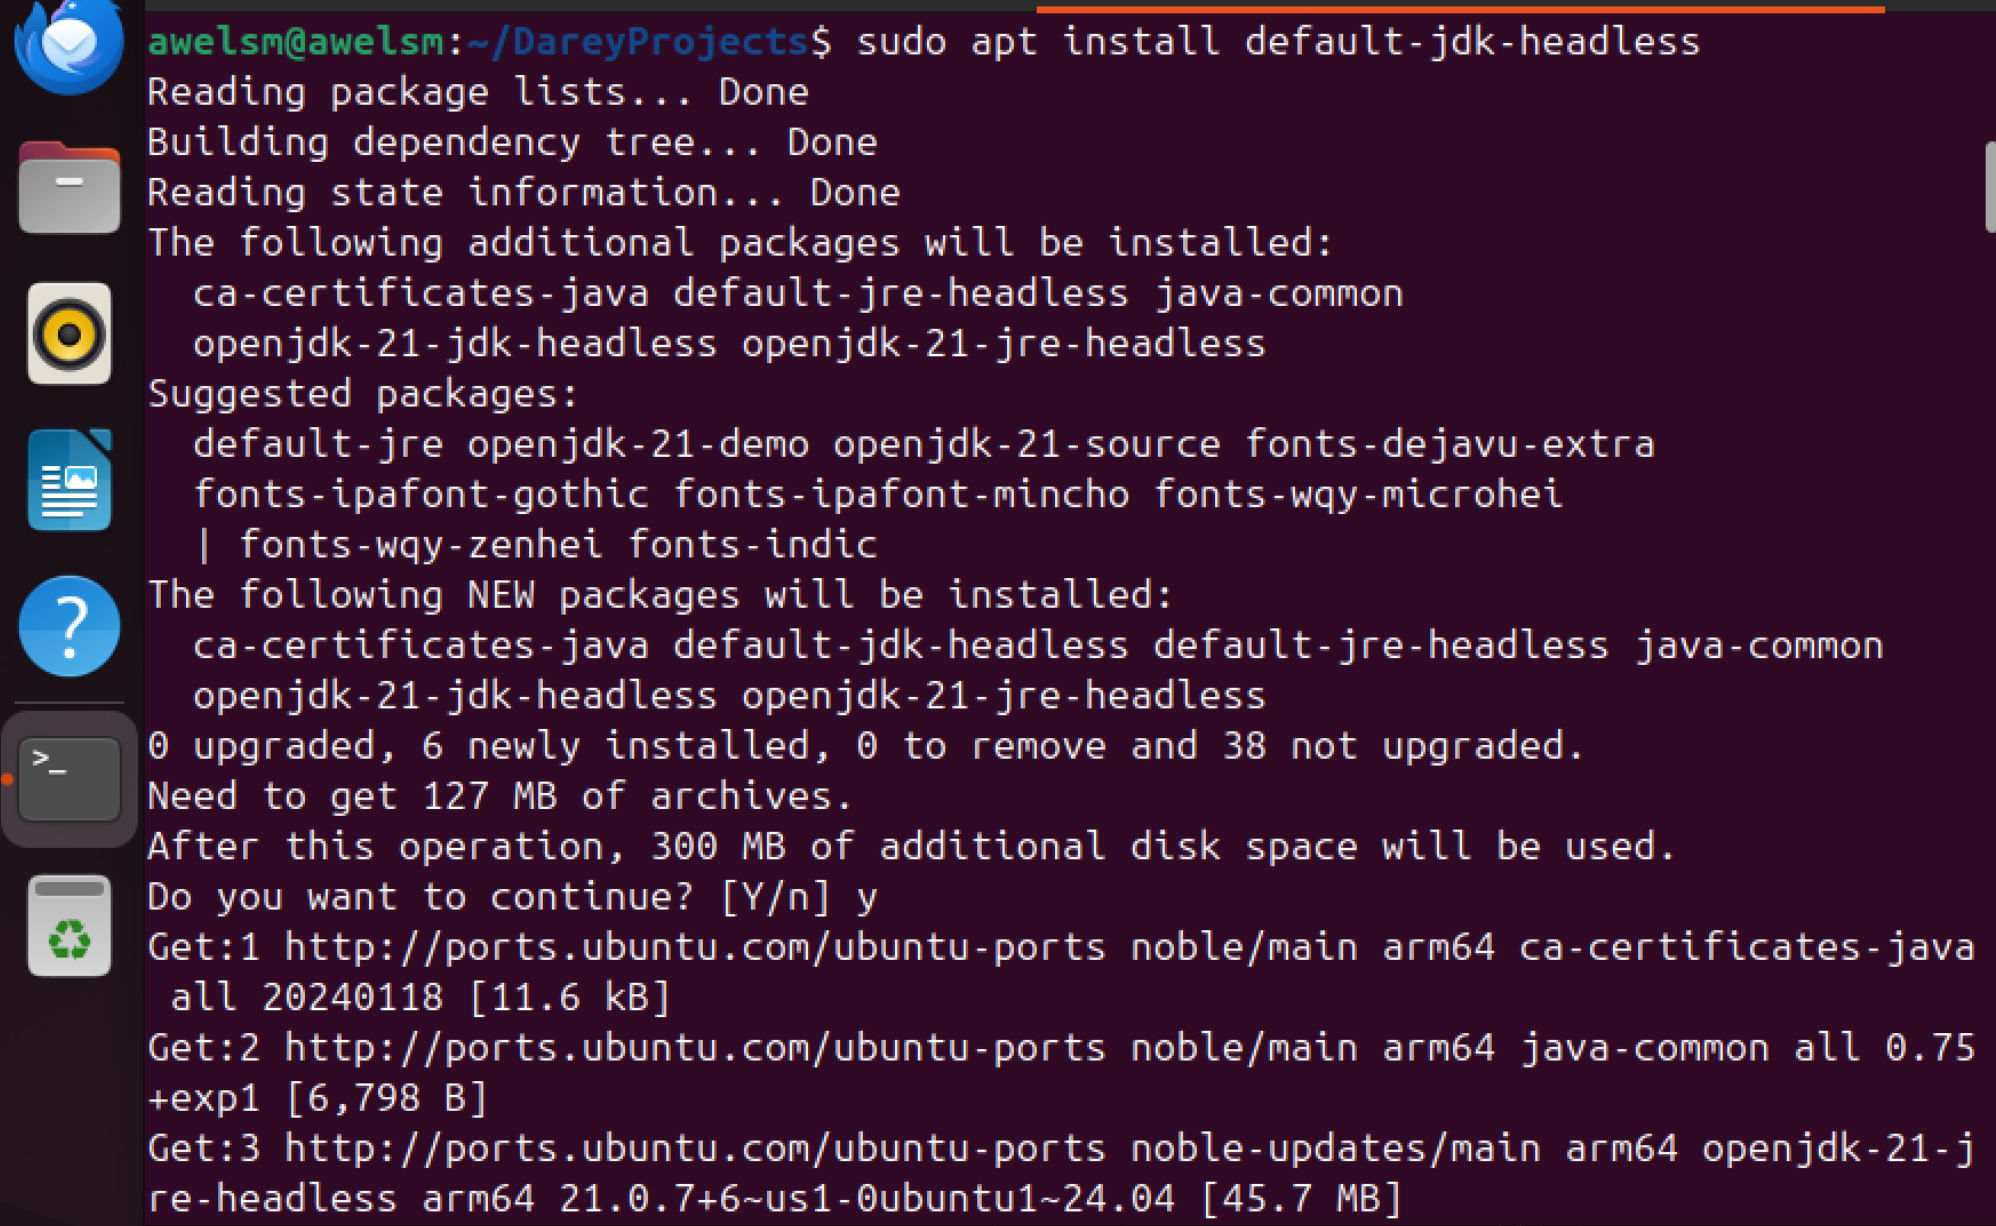 awelsm@awelsm:~/DareyProjects$ sudo apt install default-jdk-headless
Reading package lists... Done
Building dependency tree... Done
Reading state information... Done
The following additional packages will be installed:
  ca-certificates-java default-jre-headless java-common
  openjdk-21-jdk-headless openjdk-21-jre-headless
Suggested packages:
  default-jre openjdk-21-demo openjdk-21-source fonts-dejavu-extra
  fonts-ipafont-gothic fonts-ipafont-mincho fonts-wqy-microhei
  | fonts-wqy-zenhei fonts-indic
The following NEW packages will be installed:
  ca-certificates-java default-jdk-headless default-jre-headless java-common
  openjdk-21-jdk-headless openjdk-21-jre-headless
0 upgraded, 6 newly installed, 0 to remove and 38 not upgraded.
Need to get 127 MB of archives.
After this operation, 300 MB of additional disk space will be used.
Do you want to continue? [Y/n] y
Get:1 http://ports.ubuntu.com/ubuntu-ports noble/main arm64 ca-certificates-java
 all 20240118 [11.6 kB]
Get:2 http://ports.ubuntu.com/ubuntu-ports noble/main arm64 java-common all 0.75
+exp1 [6,798 B]
Get:3 http://ports.ubuntu.com/ubuntu-ports noble-updates/main arm64 openjdk-21-j
re-headless arm64 21.0.7+6~us1-0ubuntu1~24.04 [45.7 MB]